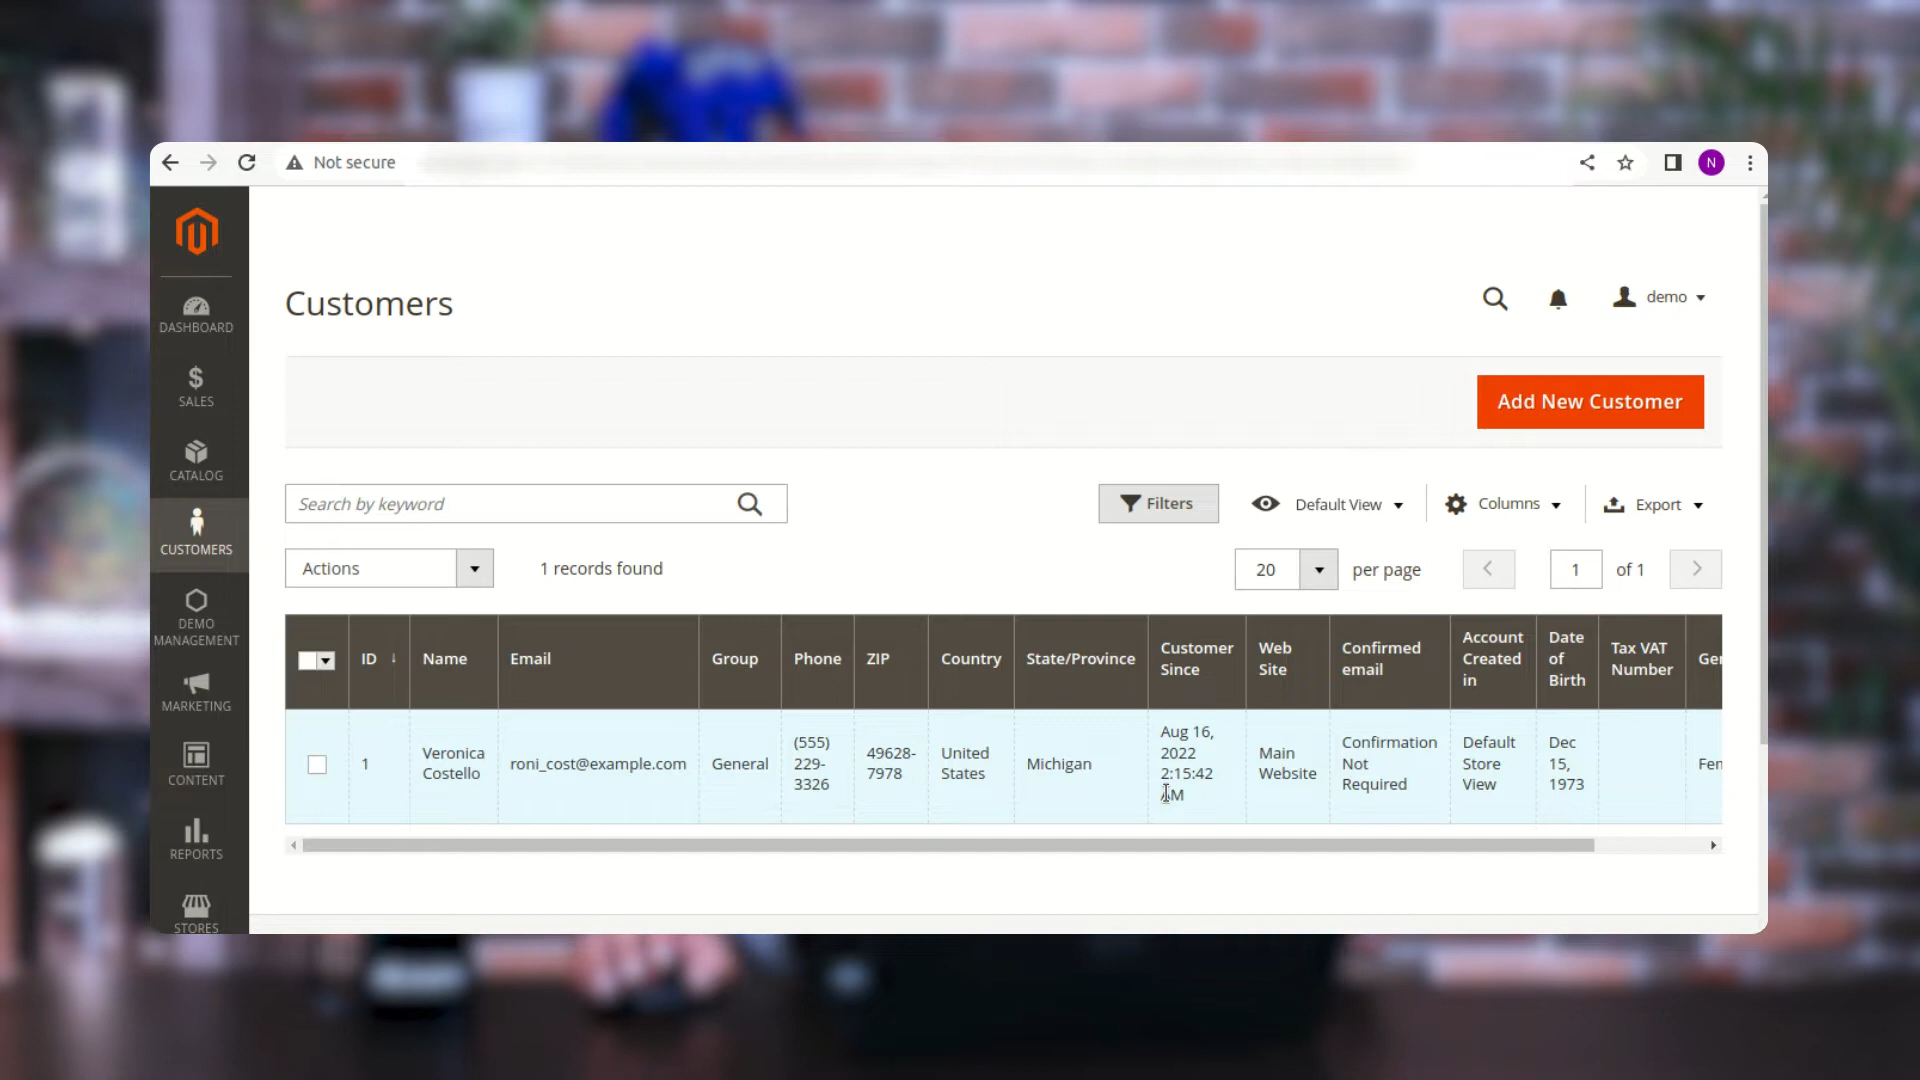 Not secure
N
DASHBOARD
SALES
CATALOG
CUSTOMERS
DEMO
MANAGEMENT
MARKETING
CONTENT
REPORTS
STORES
Customers
demo
Add New Customer
Search by keyword
Filters
Default View
Columns
Export
Actions
1 records found
20
per page
1
of 1
ID
Name
Email
Group
Phone
ZIP
Country
State/Province
Customer
Since
Web
Site
Confirmed
email
Account
Created
in
Date
of
Birth
Tax VAT
Number
Gen
1
Veronica
Costello
roni_cost@example.com
General
(555)
229-
3326
49628-
7978
United
States
Michigan
Aug 16,
2022
2:15:42
AM
Main
Website
Confirmation
Not
Required
Default
Store
View
Dec
15,
1973
Fem